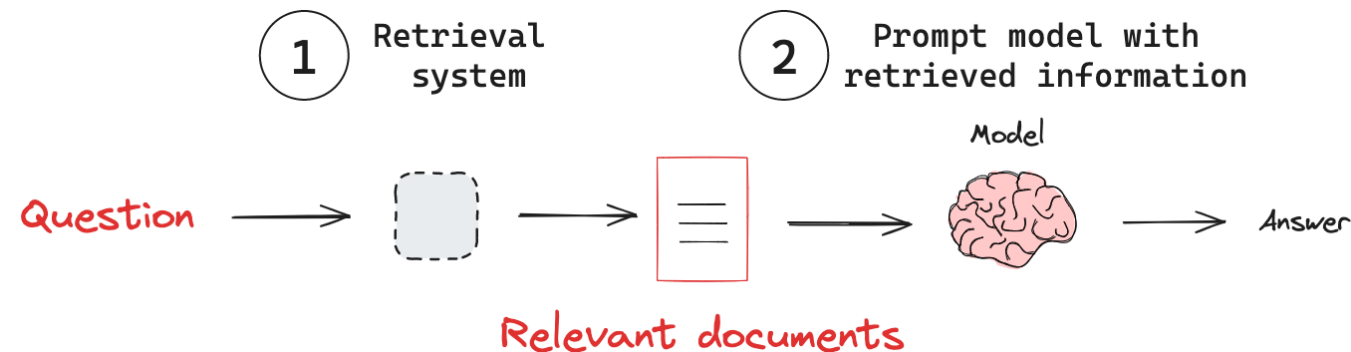 1
Retrieval
system
2
Prompt model with
retrieved information
Model
Question
Answer
Relevant documents